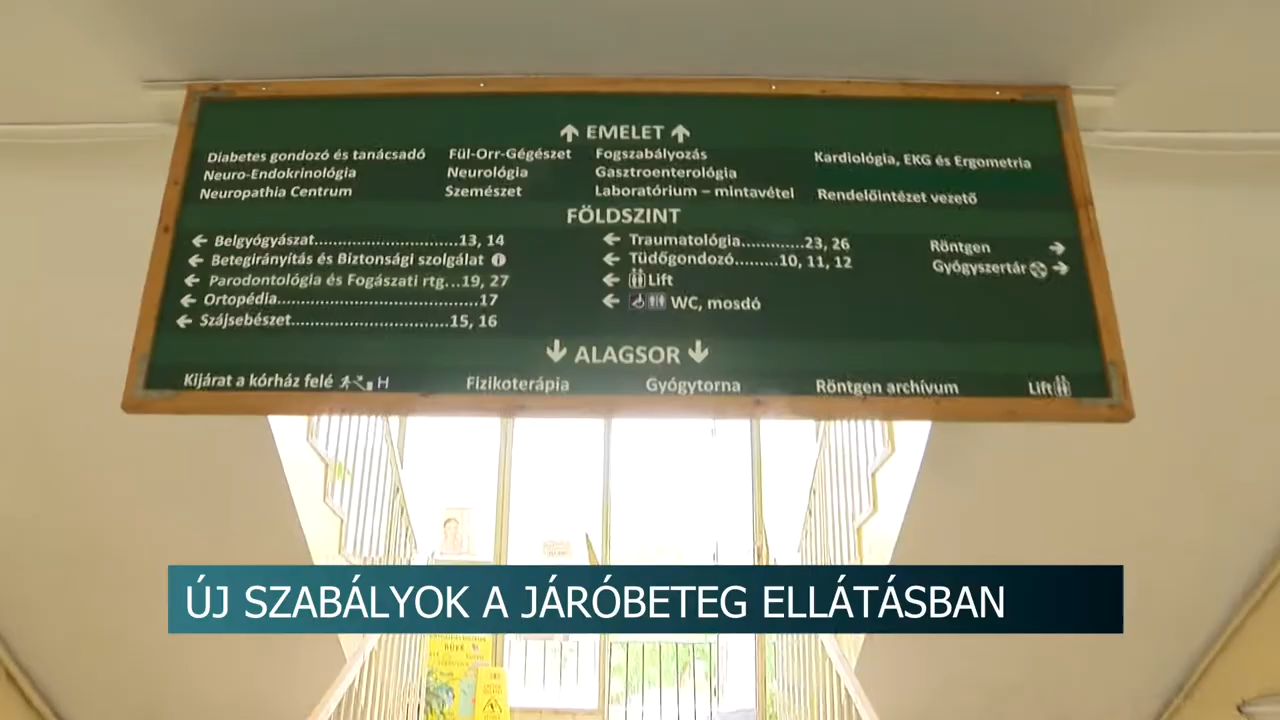 EMELET
Diabetes gondozó és tanácsadó Fül-Orr-Gégészet Fogszabályozás Kardiológia, EKG és Ergometria
Neuro-Endokrinológia Neurológia Gasztroenterológia
Neuropathia Centrum Szemészet Laboratórium – mintavétel Rendelőintézet vezető
FÖLDSZINT
Belgyógyászat..............................13, 14 Traumatológia............23, 26 Röntgen
Betegirányítás és Biztonsági szolgálat Tüdőgondozó.........10, 11, 12 Gyógyszertár
Parodontológia és Fogászati rtg...19, 27 Lift
Ortopédia..........................................17 WC, mosdó
Szájsebészet.................................15, 16
ALAGSOR
Kijárat a kórház felé H Fizikoterápia Gyógytorna Röntgen archívum Lift
ÚJ SZABÁLYOK A JÁRÓBETEG ELLÁTÁSBAN